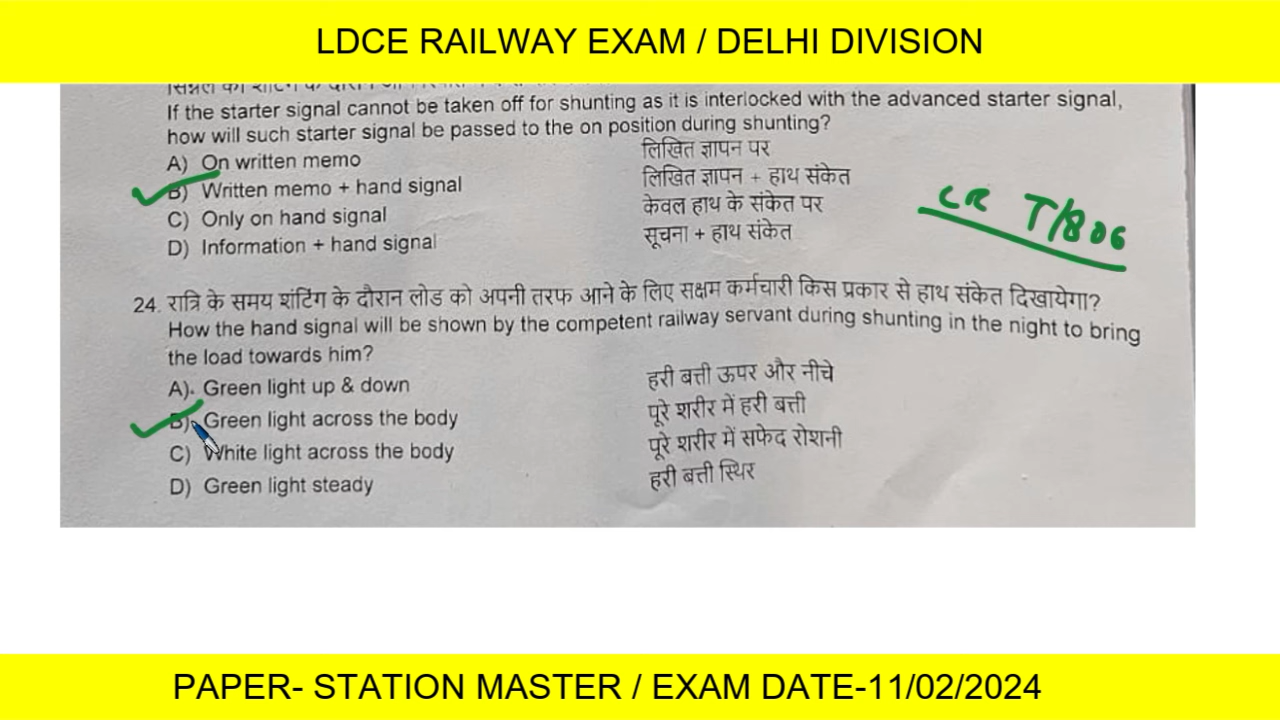 LDCE RAILWAY EXAM / DELHI DIVISION
If the starter signal cannot be taken off for shunting as it is interlocked with the advanced starter signal,
how will such starter signal be passed to the on position during shunting?
A) On written memo लिखित ज्ञापन पर
B) Written memo + hand signal लिखित ज्ञापन + हाथ संकेत
C) Only on hand signal केवल हाथ के संकेत पर
D) Information + hand signal सूचना + हाथ संकेत
CR T/806
24. रात्रि के समय शंटिंग के दौरान लोड को अपनी तरफ आने के लिए सक्षम कर्मचारी किस प्रकार से हाथ संकेत दिखायेगा?
How the hand signal will be shown by the competent railway servant during shunting in the night to bring
the load towards him?
A). Green light up & down हरी बत्ती ऊपर और नीचे
B). Green light across the body पूरे शरीर में हरी बत्ती
C) White light across the body पूरे शरीर में सफेद रोशनी
D) Green light steady हरी बत्ती स्थिर
PAPER- STATION MASTER / EXAM DATE-11/02/2024